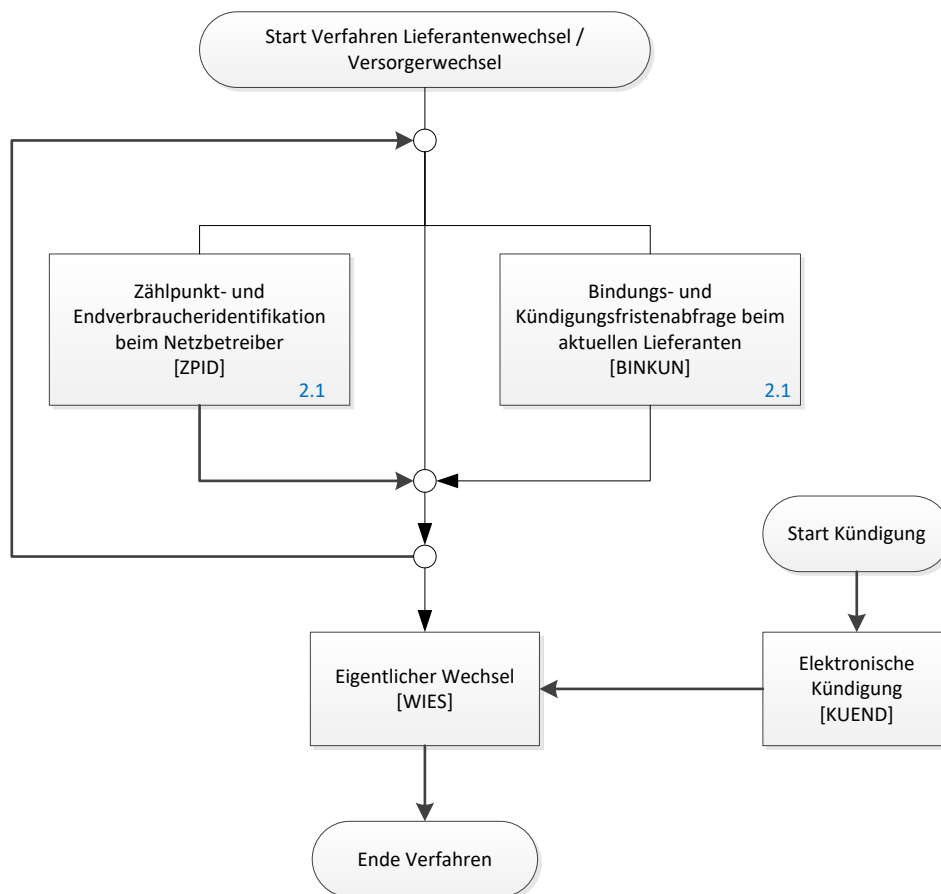 Start Verfahren Lieferantenwechsel /
Versorgerwechsel
Zählpunkt- und
Endverbraucheridentifikation
beim Netzbetreiber
[ZPID]
2.1
Bindungs- und
Kündigungsfristenabfrage beim
aktuellen Lieferanten
[BINKUN]
2.1
Start Kündigung
Eigentlicher Wechsel
[WIES]
Elektronische
Kündigung
[KUEND]
Ende Verfahren